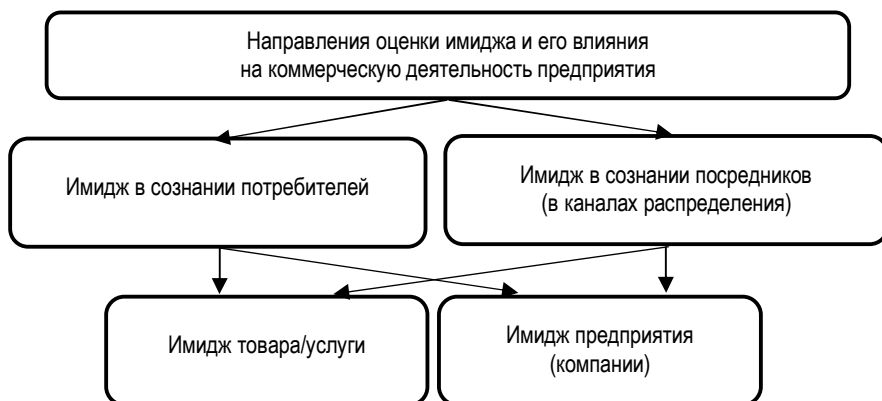 Направления оценки имиджа и его влияния
на коммерческую деятельность предприятия
Имидж в сознании потребителей
Имидж в сознании посредников
(в каналах распределения)
Имидж товара/услуги
Имидж предприятия
(компании)